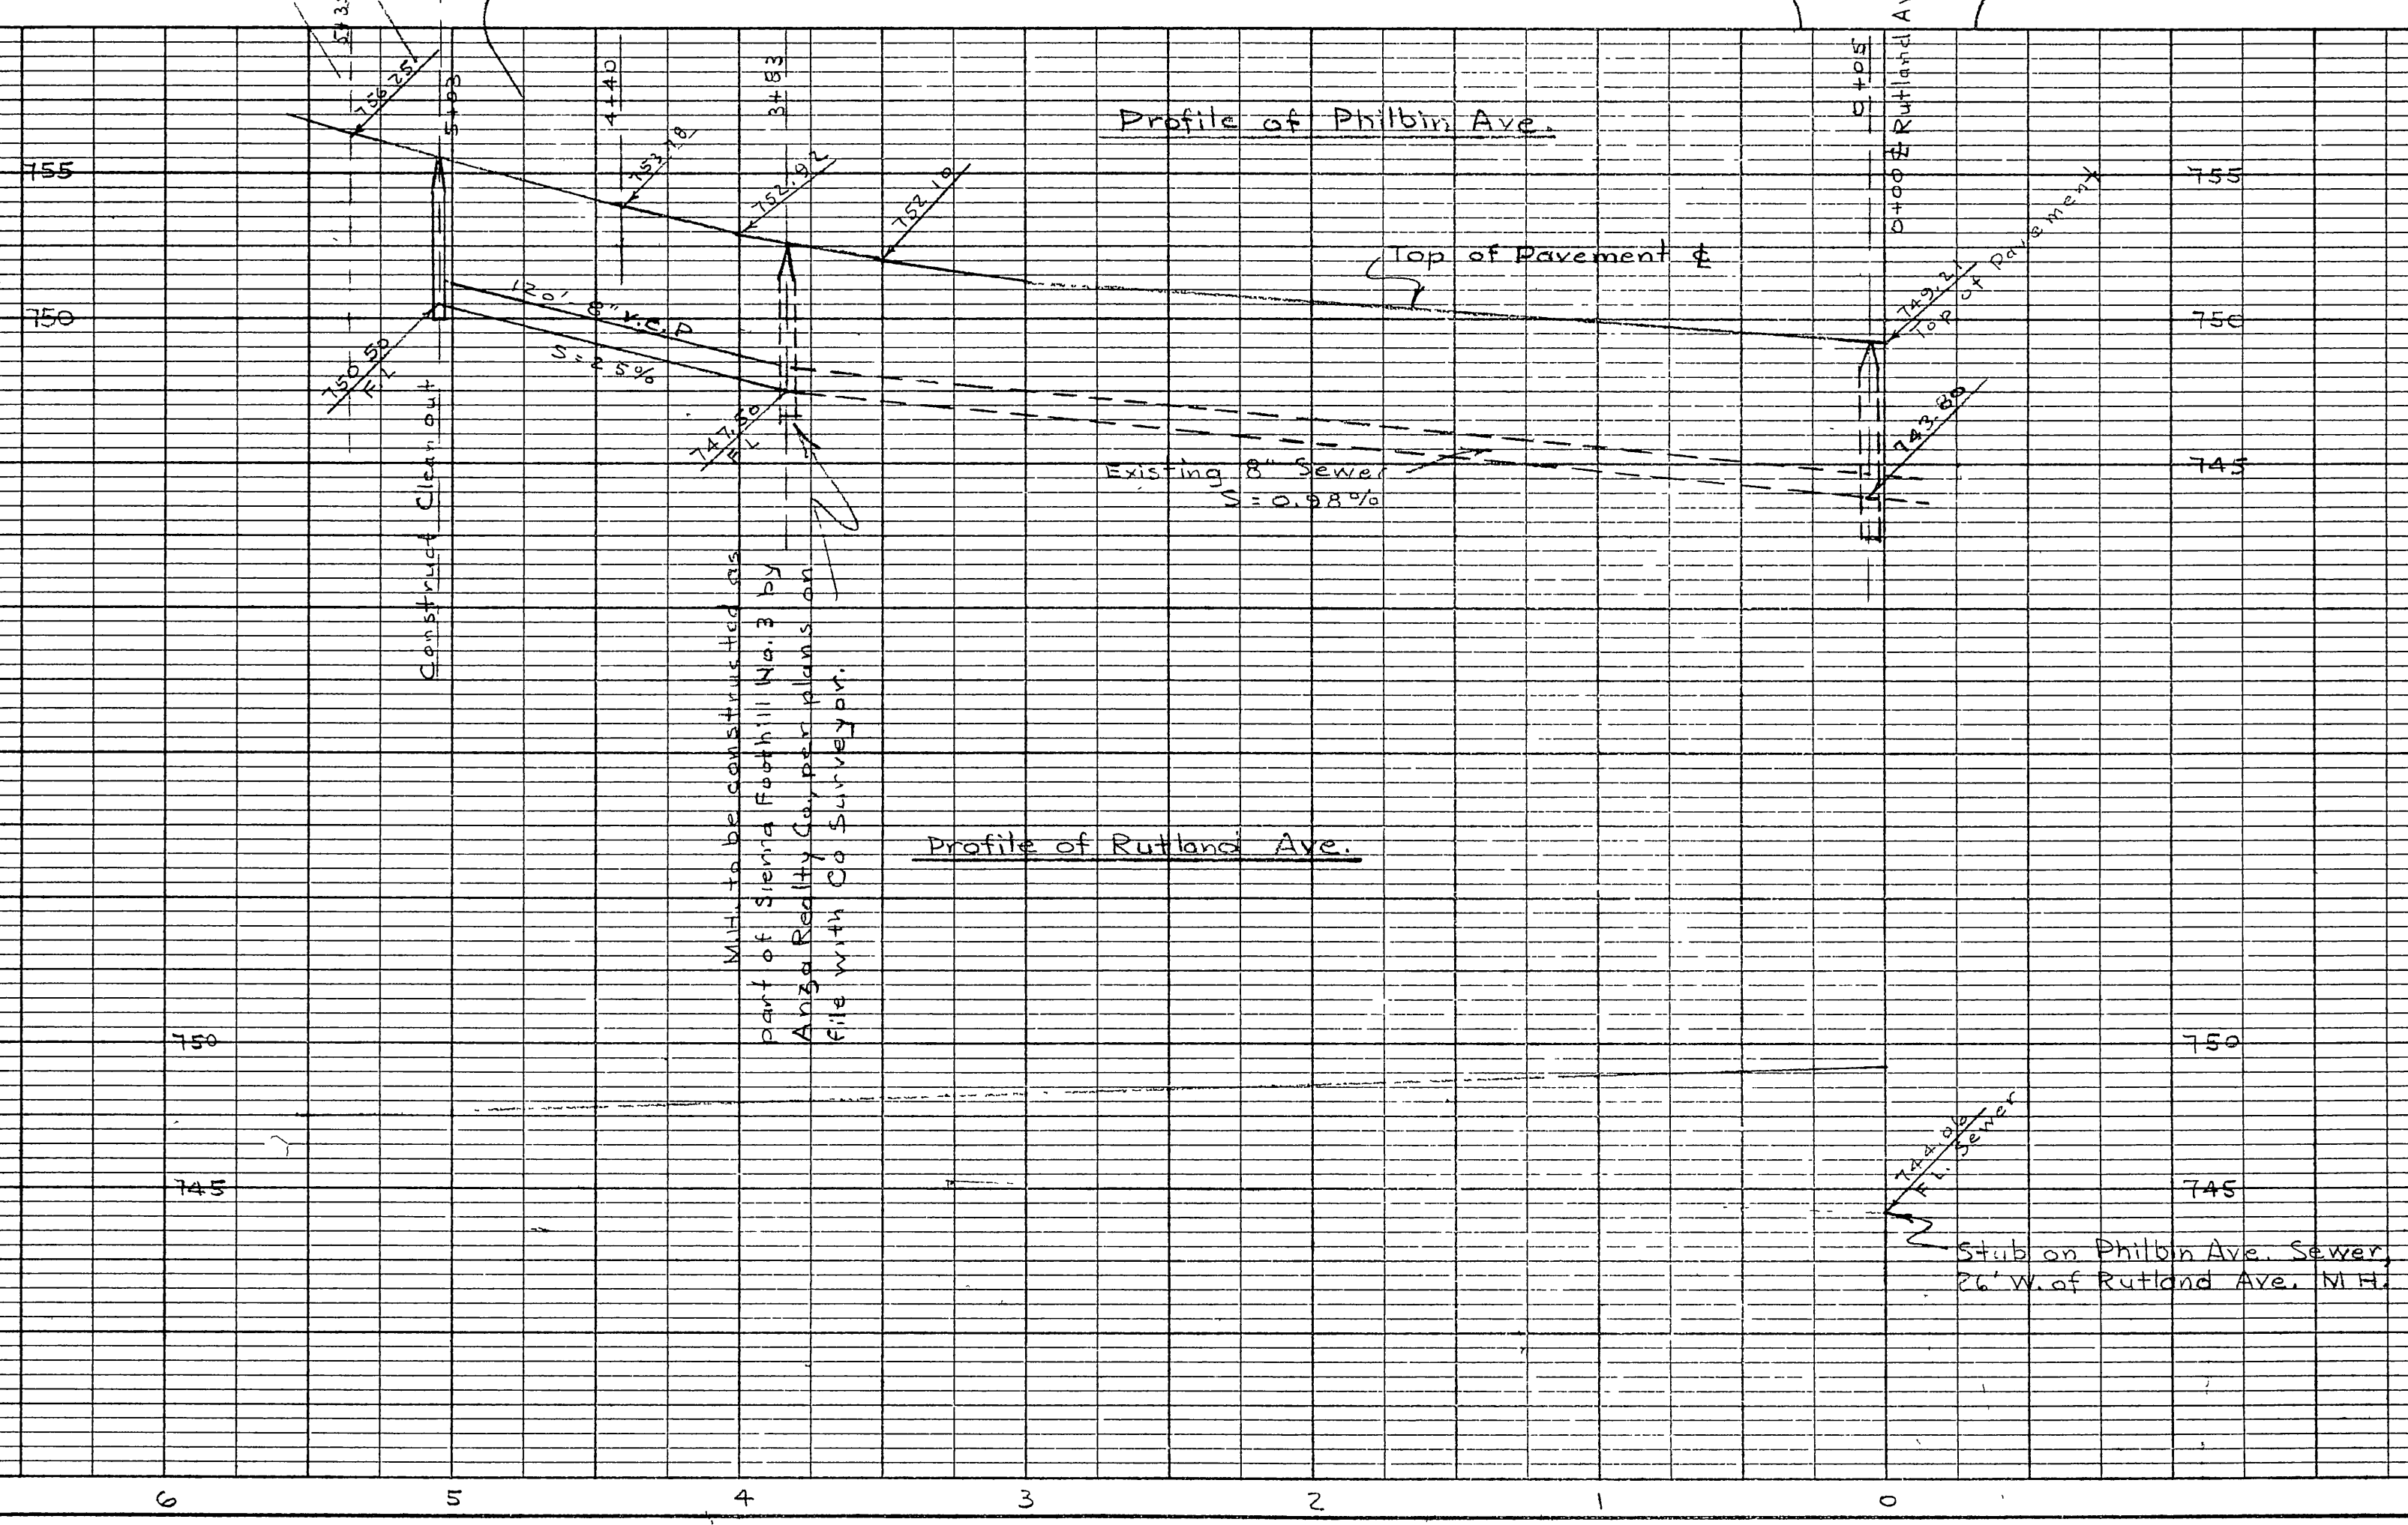 0+05
0+00 ℄ Rutland Av
756.25
5+03
4+40
3+83
Profile of Philbin Ave.
753.78
752.92
752.10
755
755
Top of Pavement ℄
749.21
Top of Pavement
750
750
120'- 8" V.C.P
S = 2.5%
750.50
FL
747.50
FL
743.80
Existing 8" Sewer
S = 0.98%
745
Construct Clean out
M.H. to be constructed as
part of Sierra Foothill No. 3 by
Anza Realty Co., per plans on
file with Co Surveyor.
Profile of Rutland Ave.
750
750
745
745
744.06
FL. Sewer
Stub on Philbin Ave. Sewer,
26' W. of Rutland Ave. M.H.
6 5 4 3 2 1 0